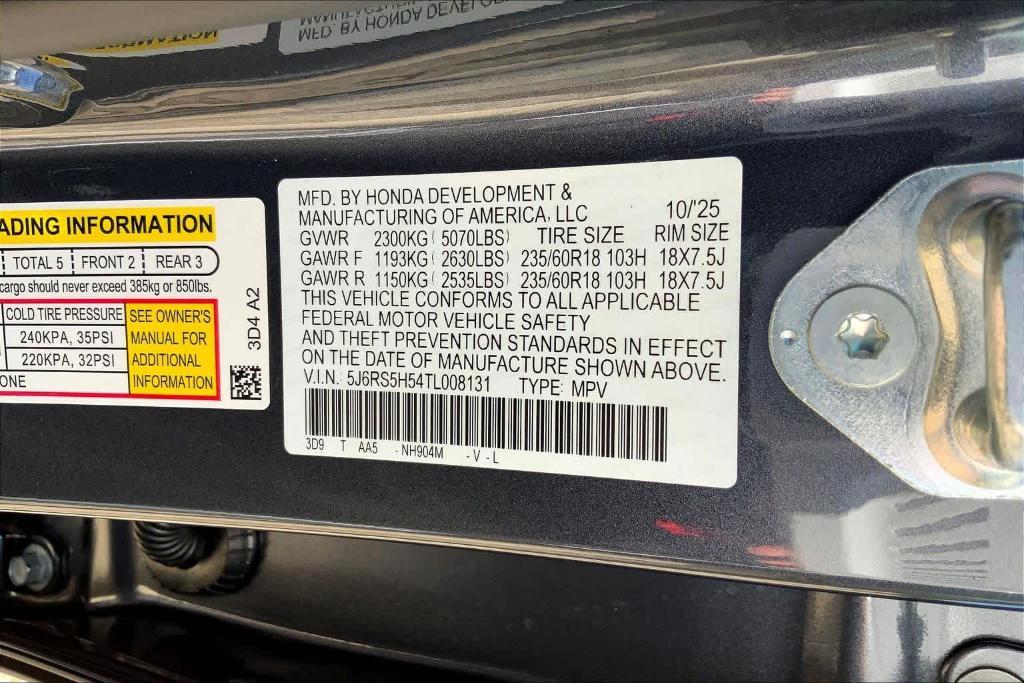 MFD. BY HONDA DEVELOPMENT &
MANUFACTURING OF AMERICA, LLC 10/'25
GVWR 2300KG ( 5070LBS) TIRE SIZE RIM SIZE
GAWR F 1193KG ( 2630LBS) 235/60R18 103H 18X7.5J
GAWR R 1150KG ( 2535LBS) 235/60R18 103H 18X7.5J
THIS VEHICLE CONFORMS TO ALL APPLICABLE
FEDERAL MOTOR VEHICLE SAFETY
AND THEFT PREVENTION STANDARDS IN EFFECT
ON THE DATE OF MANUFACTURE SHOWN ABOVE.
V.I.N.: 5J6RS5H54TL008131 TYPE: MPV
3D9 T AA5 - NH904M - V - L
ADING INFORMATION
TOTAL 5 FRONT 2 REAR 3
cargo should never exceed 385kg or 850lbs.
COLD TIRE PRESSURE
240KPA, 35PSI
220KPA, 32PSI
ONE
SEE OWNER'S
MANUAL FOR
ADDITIONAL
INFORMATION
3D4 A2